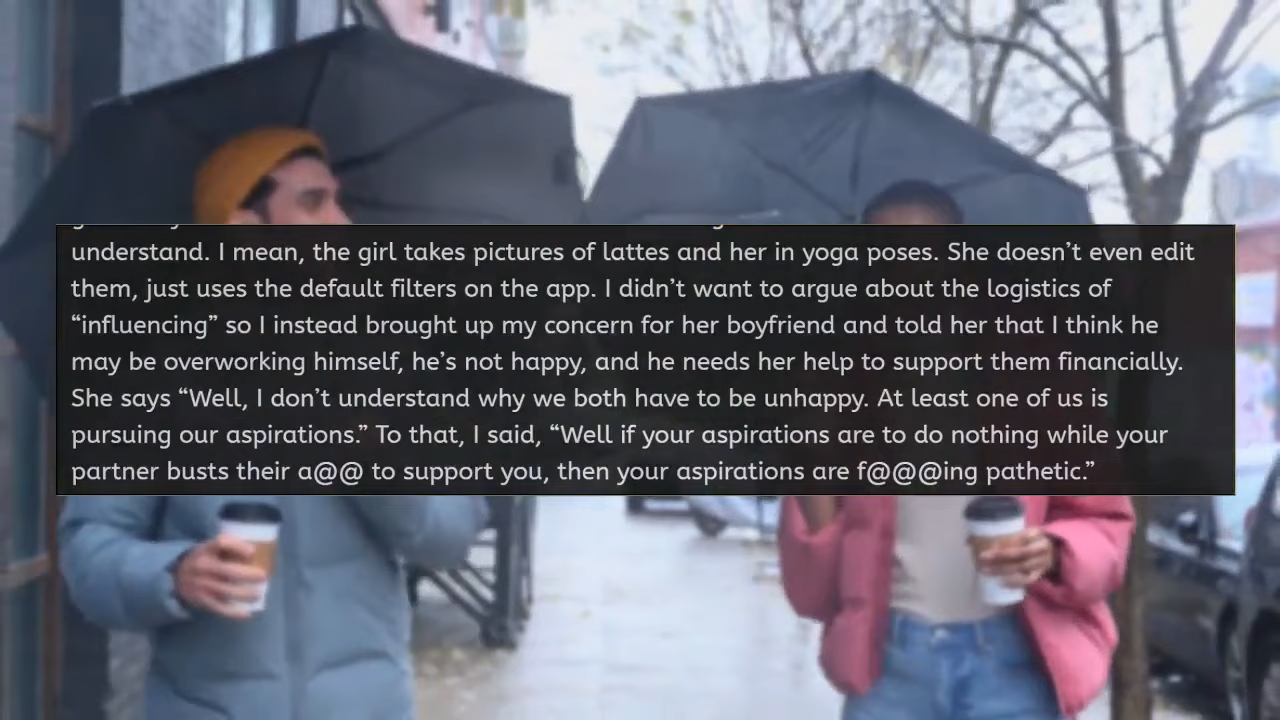 understand. I mean, the girl takes pictures of lattes and her in yoga poses. She doesn’t even edit
them, just uses the default filters on the app. I didn’t want to argue about the logistics of
“influencing” so I instead brought up my concern for her boyfriend and told her that I think he
may be overworking himself, he’s not happy, and he needs her help to support them financially.
She says “Well, I don’t understand why we both have to be unhappy. At least one of us is
pursuing our aspirations.” To that, I said, “Well if your aspirations are to do nothing while your
partner busts their a@@ to support you, then your aspirations are f@@@ing pathetic.”